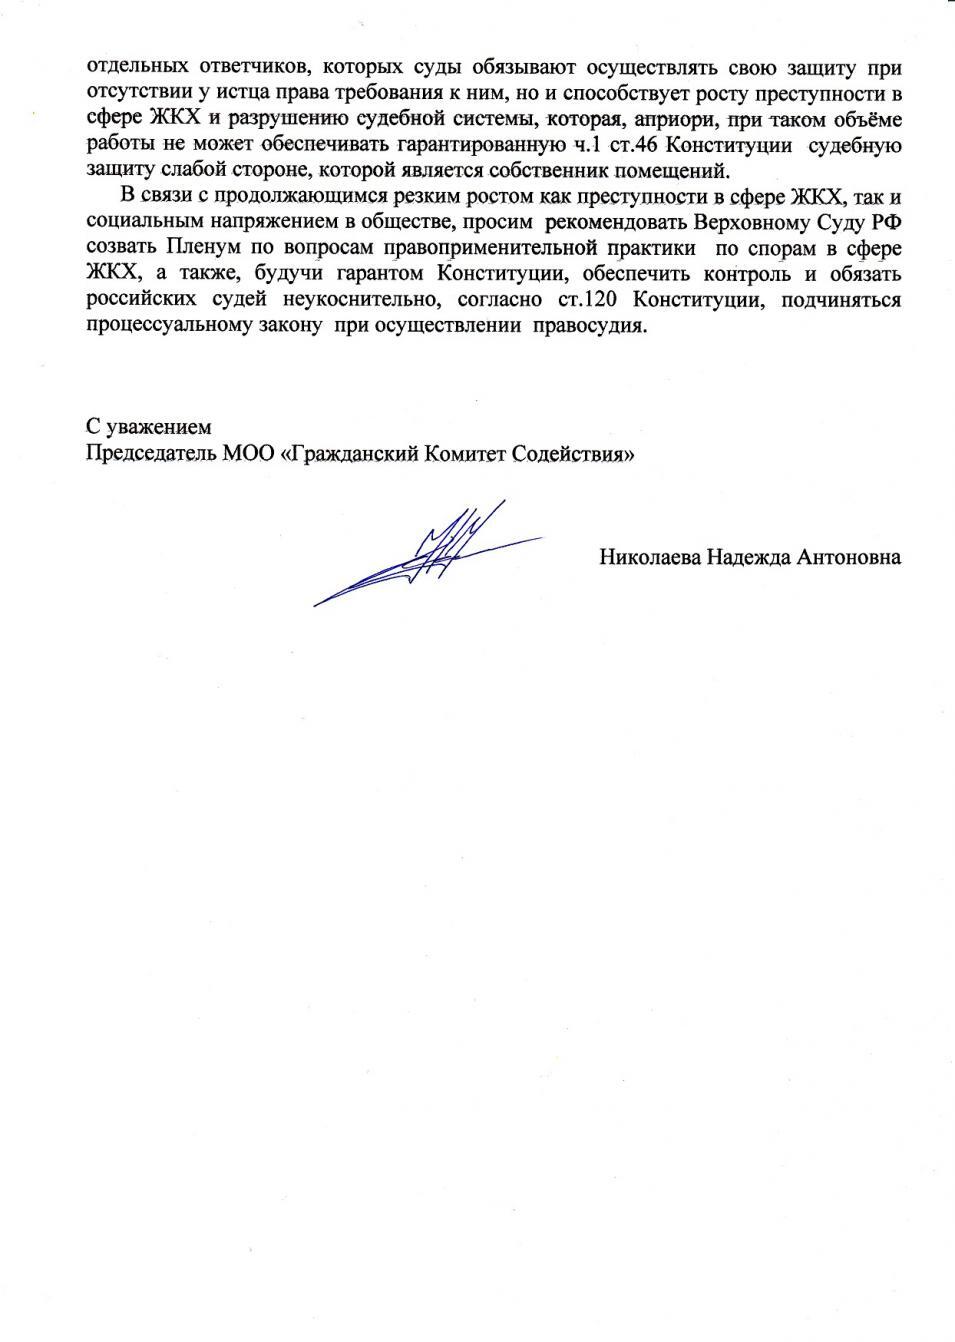 отдельных ответчиков, которых суды обязывают осуществлять свою защиту при
отсутствии у истца права требования к ним, но и способствует росту преступности в
сфере ЖКХ и разрушению судебной системы, которая, априори, при таком объёме
работы не может обеспечивать гарантированную ч.1 ст.46 Конституции судебную
защиту слабой стороне, которой является собственник помещений.
В связи с продолжающимся резким ростом как преступности в сфере ЖКХ, так и
социальным напряжением в обществе, просим рекомендовать Верховному Суду РФ
созвать Пленум по вопросам правоприменительной практики по спорам в сфере
ЖКХ, а также, будучи гарантом Конституции, обеспечить контроль и обязать
российских судей неукоснительно, согласно ст.120 Конституции, подчиняться
процессуальному закону при осуществлении правосудия.
С уважением
Председатель МОО «Гражданский Комитет Содействия»
Николаева Надежда Антоновна